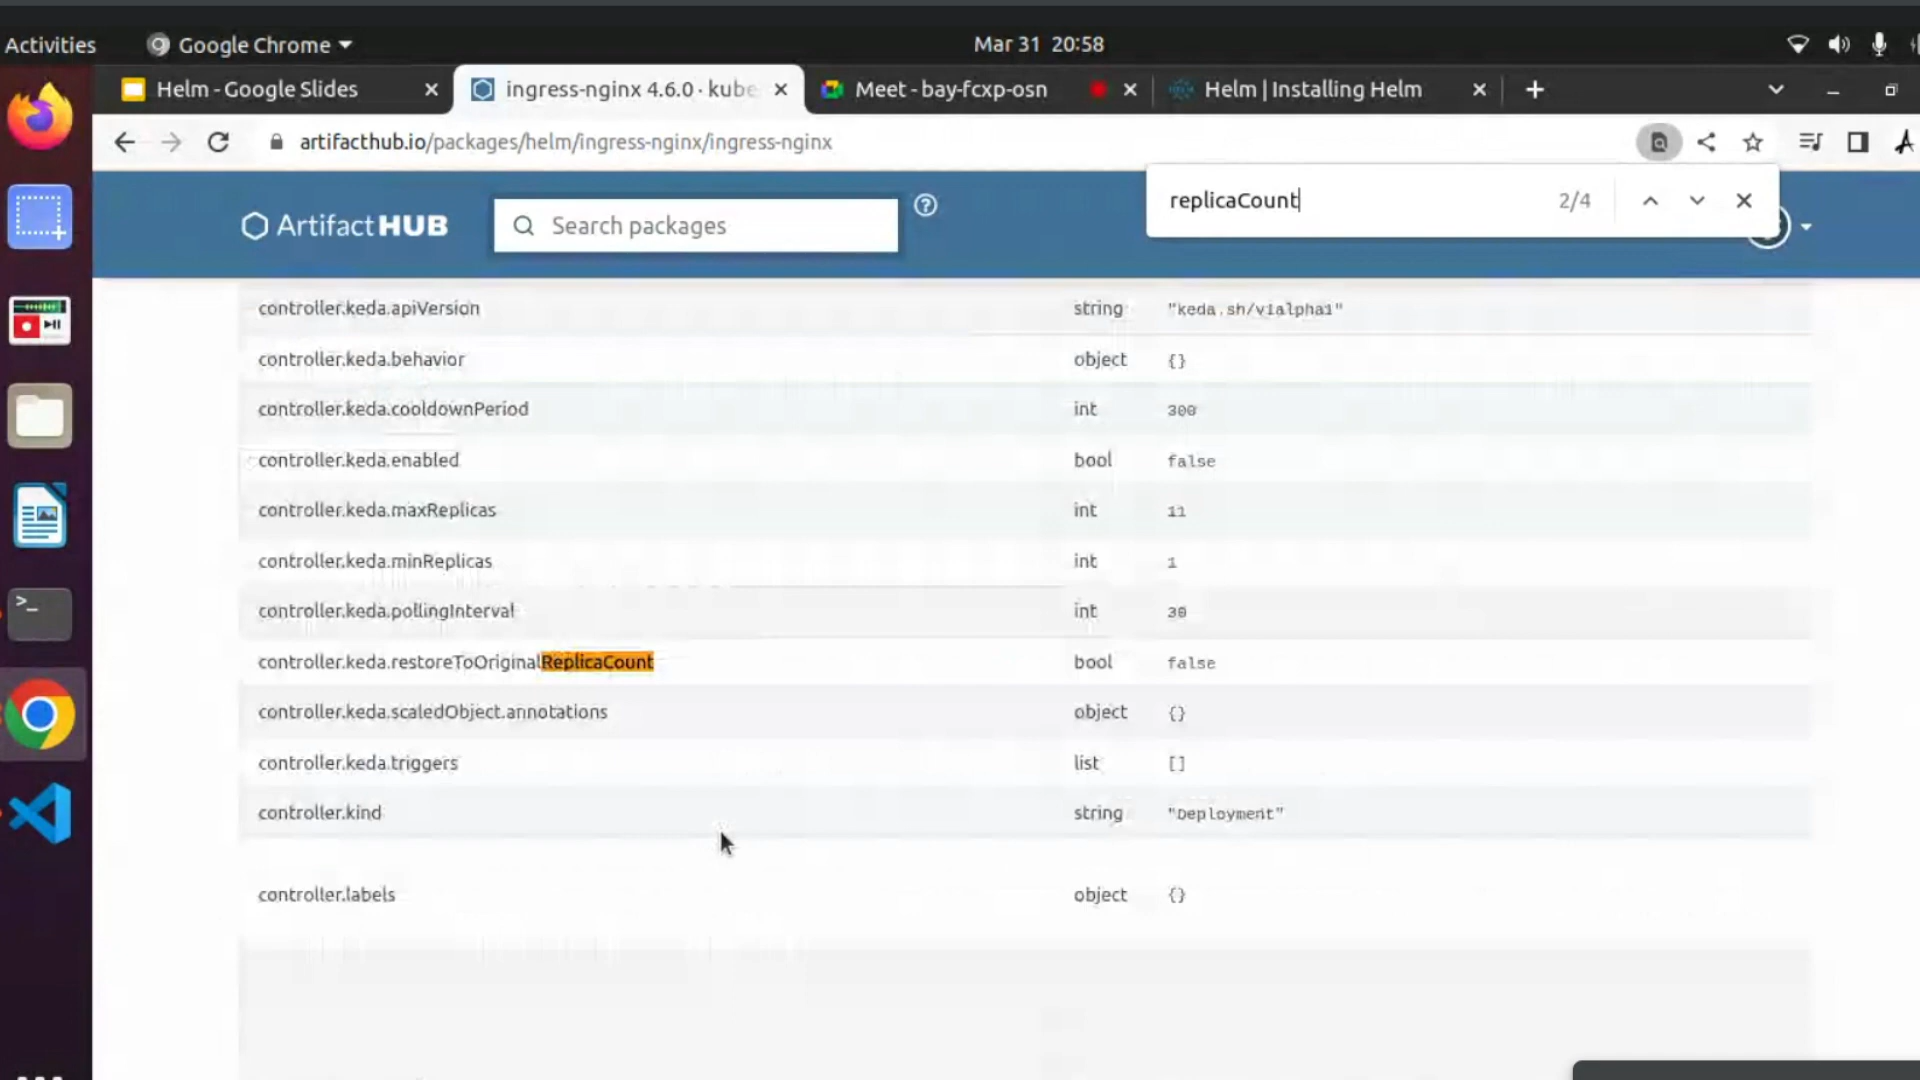 Activities Google Chrome Mar 31 20:58
Helm - Google Slides ingress-nginx 4.6.0 · kube Meet - bay-fcxp-osn Helm | Installing Helm
artifacthub.io/packages/helm/ingress-nginx/ingress-nginx
replicaCount 2/4
Artifact HUB Search packages
controller.keda.apiVersion string "keda.sh/v1alpha1"
controller.keda.behavior object {}
controller.keda.cooldownPeriod int 300
controller.keda.enabled bool false
controller.keda.maxReplicas int 11
controller.keda.minReplicas int 1
controller.keda.pollingInterval int 30
controller.keda.restoreToOriginalReplicaCount bool false
controller.keda.scaledObject.annotations object {}
controller.keda.triggers list []
controller.kind string "Deployment"
controller.labels object {}